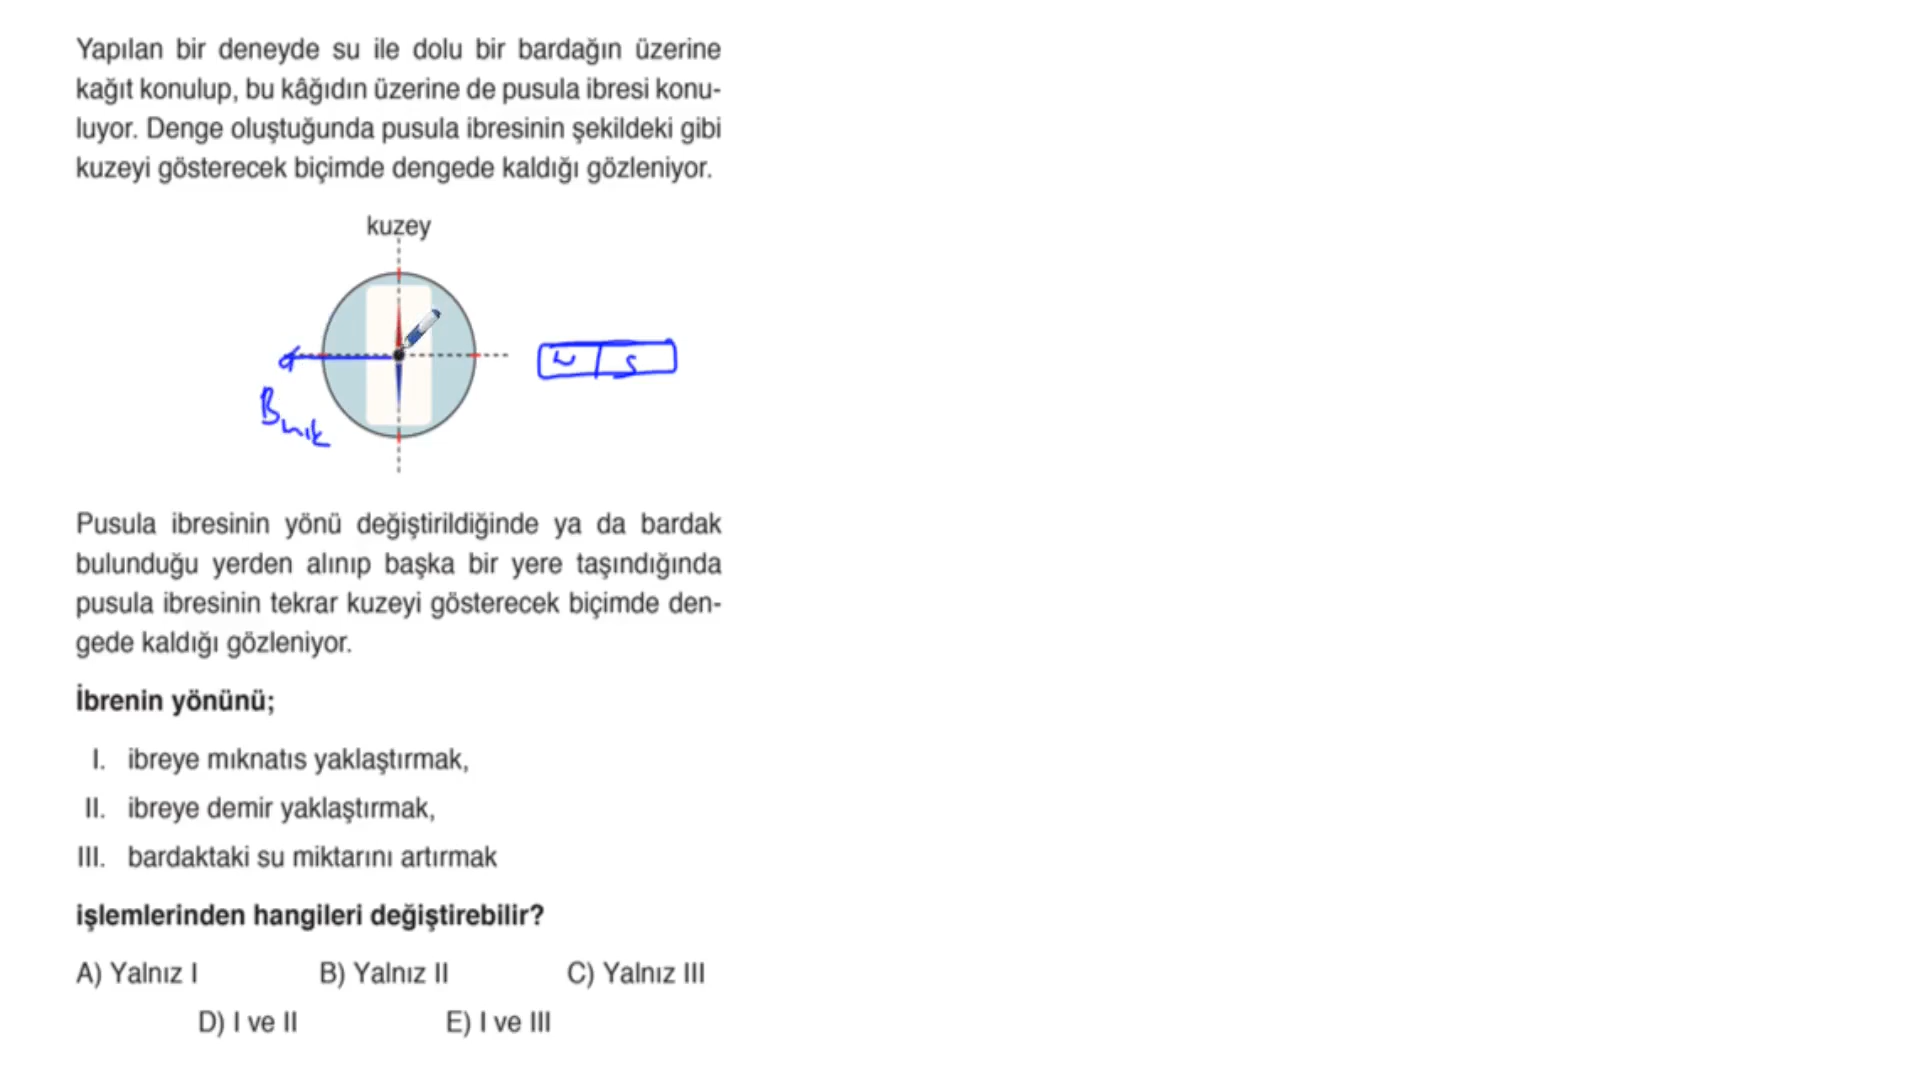 Yapılan bir deneyde su ile dolu bir bardağın üzerine
kağıt konulup, bu kâğıdın üzerine de pusula ibresi konu-
luyor. Denge oluştuğunda pusula ibresinin şekildeki gibi
kuzeyi gösterecek biçimde dengede kaldığı gözleniyor.
kuzey
N S
Bmık
Pusula ibresinin yönü değiştirildiğinde ya da bardak
bulunduğu yerden alınıp başka bir yere taşındığında
pusula ibresinin tekrar kuzeyi gösterecek biçimde den-
gede kaldığı gözleniyor.
İbrenin yönünü;
I. ibreye mıknatıs yaklaştırmak,
II. ibreye demir yaklaştırmak,
III. bardaktaki su miktarını artırmak
işlemlerinden hangileri değiştirebilir?
A) Yalnız I B) Yalnız II C) Yalnız III
D) I ve II E) I ve III